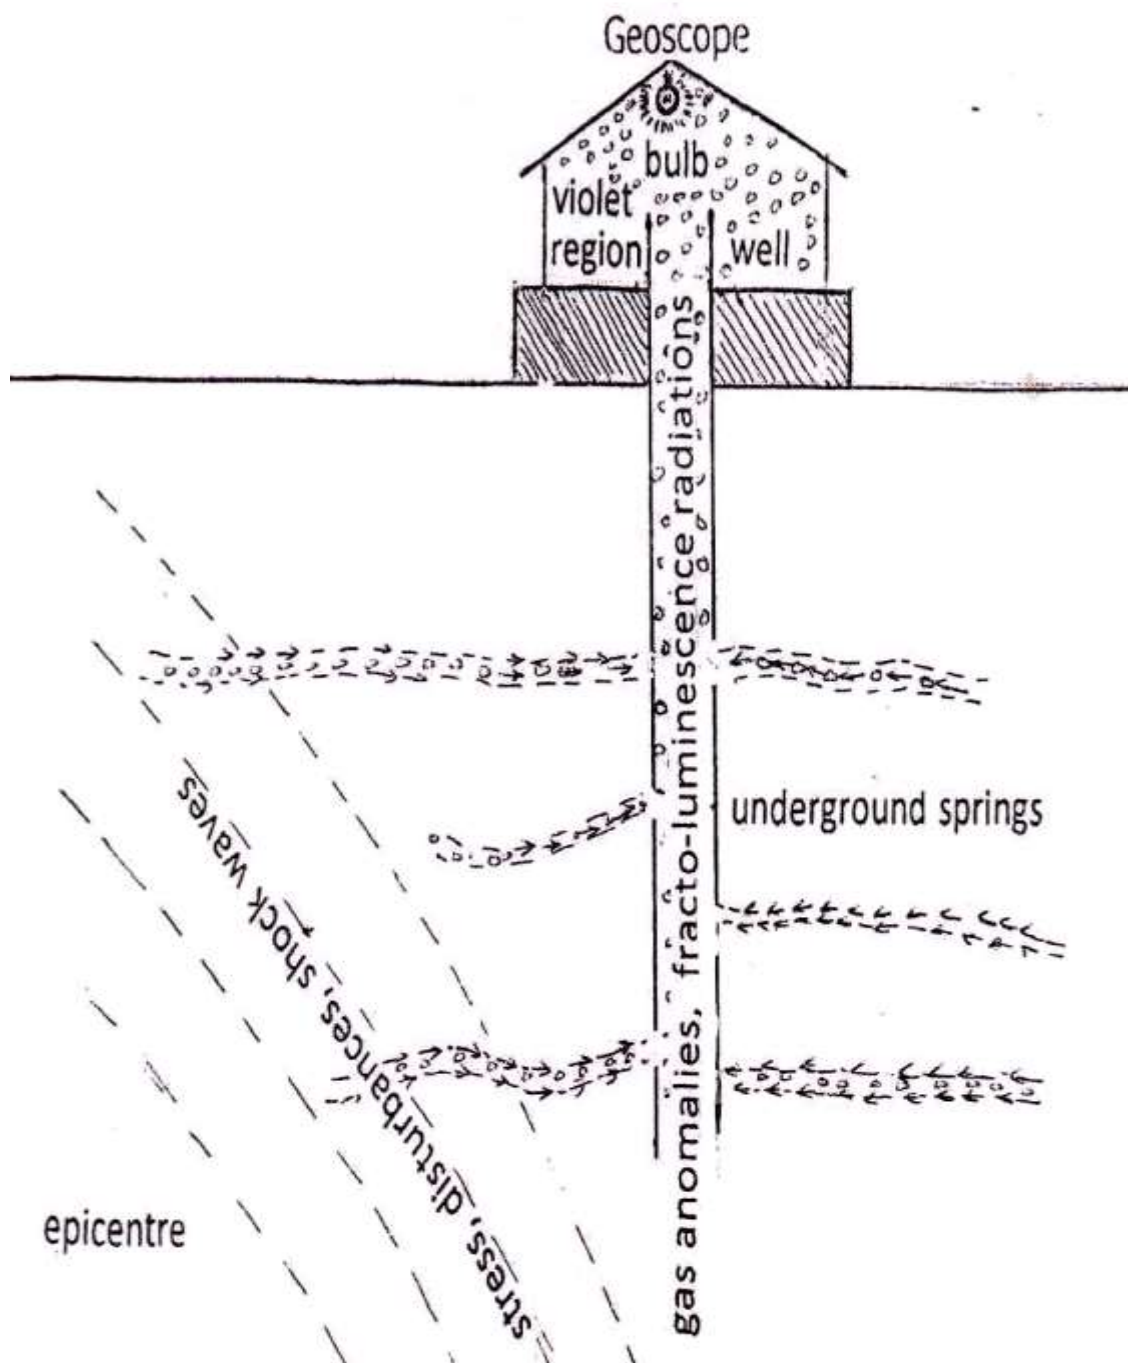 Geoscope
bulb
violet
region
well
gas anomalies, fracto-luminescence radiations
underground springs
stress, disturbances, shock waves
epicentre